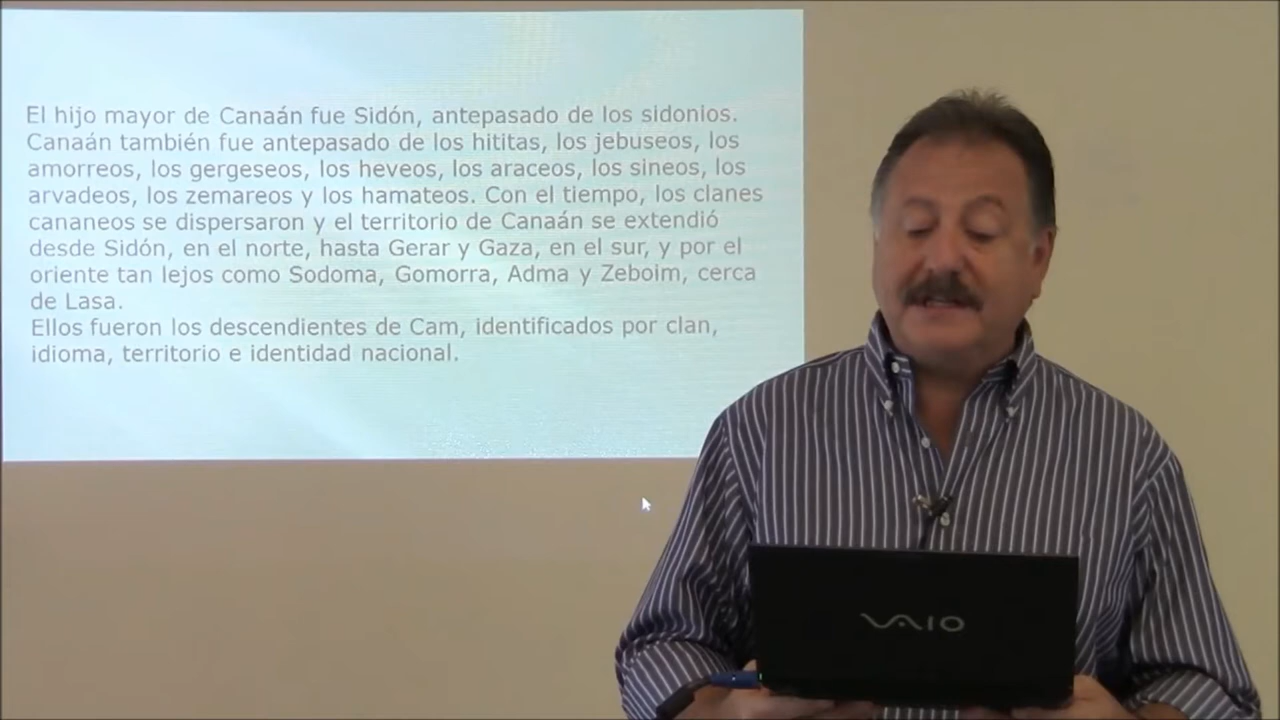 El hijo mayor de Canaán fue Sidón, antepasado de los sidonios.
Canaán también fue antepasado de los hititas, los jebuseos, los
amorreos, los gergeseos, los heveos, los araceos, los sineos, los
arvadeos, los zemareos y los hamateos. Con el tiempo, los clanes
cananeos se dispersaron y el territorio de Canaán se extendió
desde Sidón, en el norte, hasta Gerar y Gaza, en el sur, y por el
oriente tan lejos como Sodoma, Gomorra, Adma y Zeboim, cerca
de Lasa.
Ellos fueron los descendientes de Cam, identificados por clan,
idioma, territorio e identidad nacional.
VAIO